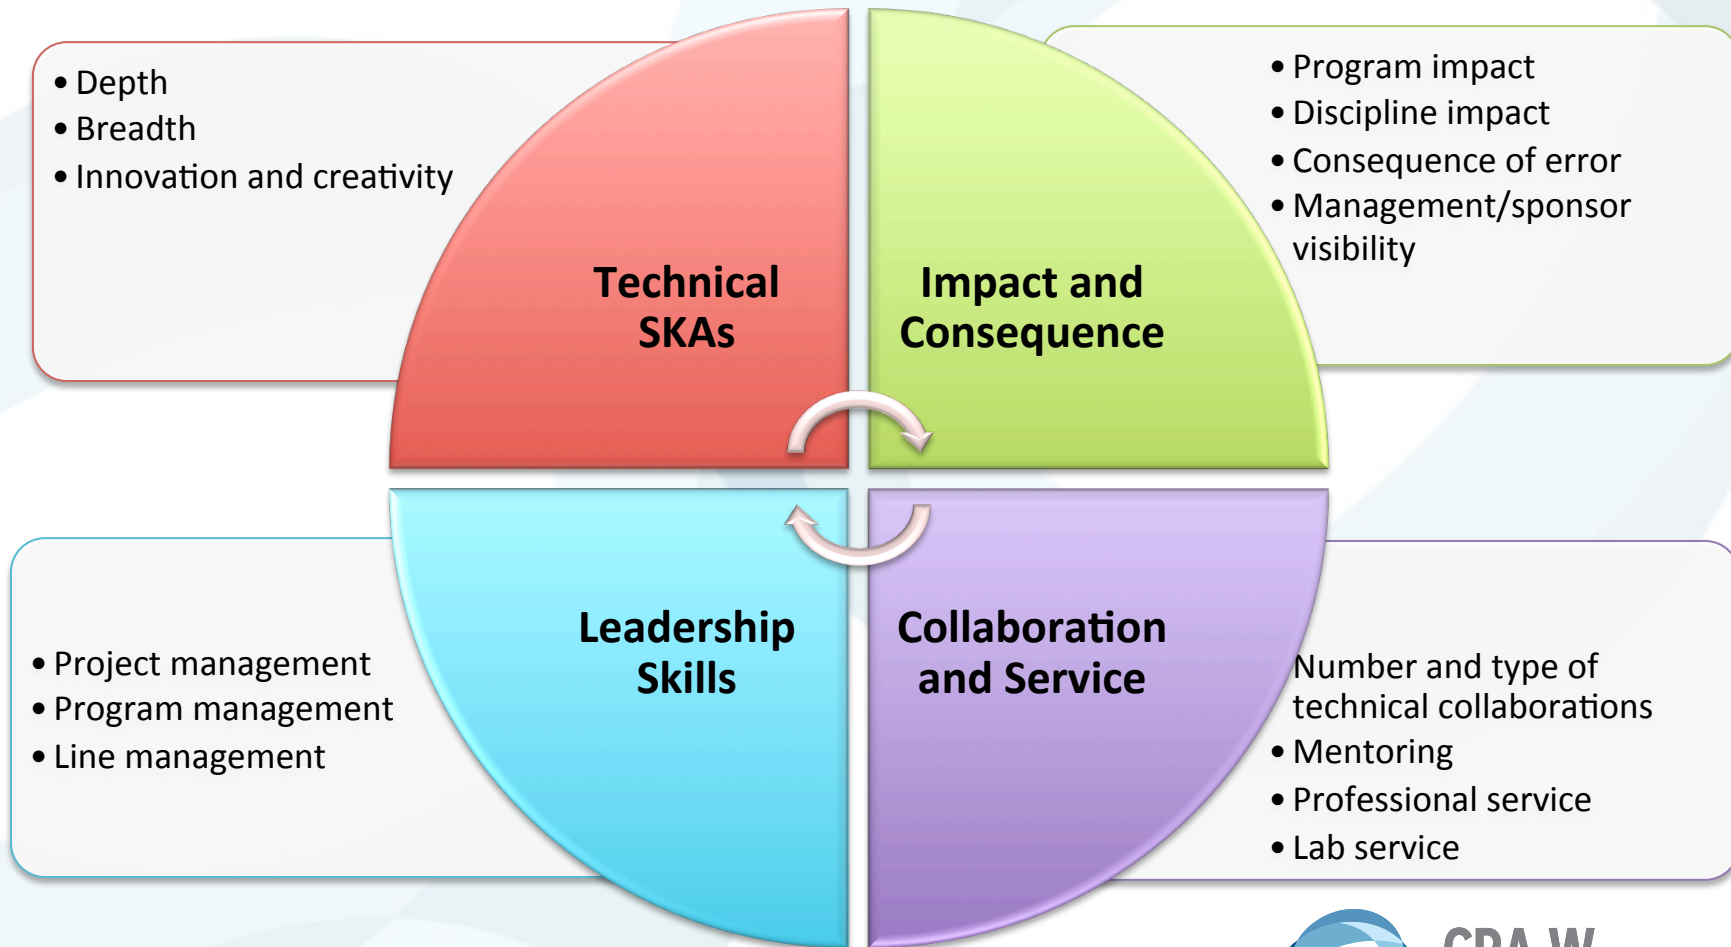 • Depth
• Breadth
• Innovation and creativity
• Program impact
• Discipline impact
• Consequence of error
• Management/sponsor
visibility
Technical
SKAs
Impact and
Consequence
Leadership
Skills
Collaboration
and Service
• Project management
• Program management
• Line management
Number and type of
technical collaborations
• Mentoring
• Professional service
• Lab service
CRA-W